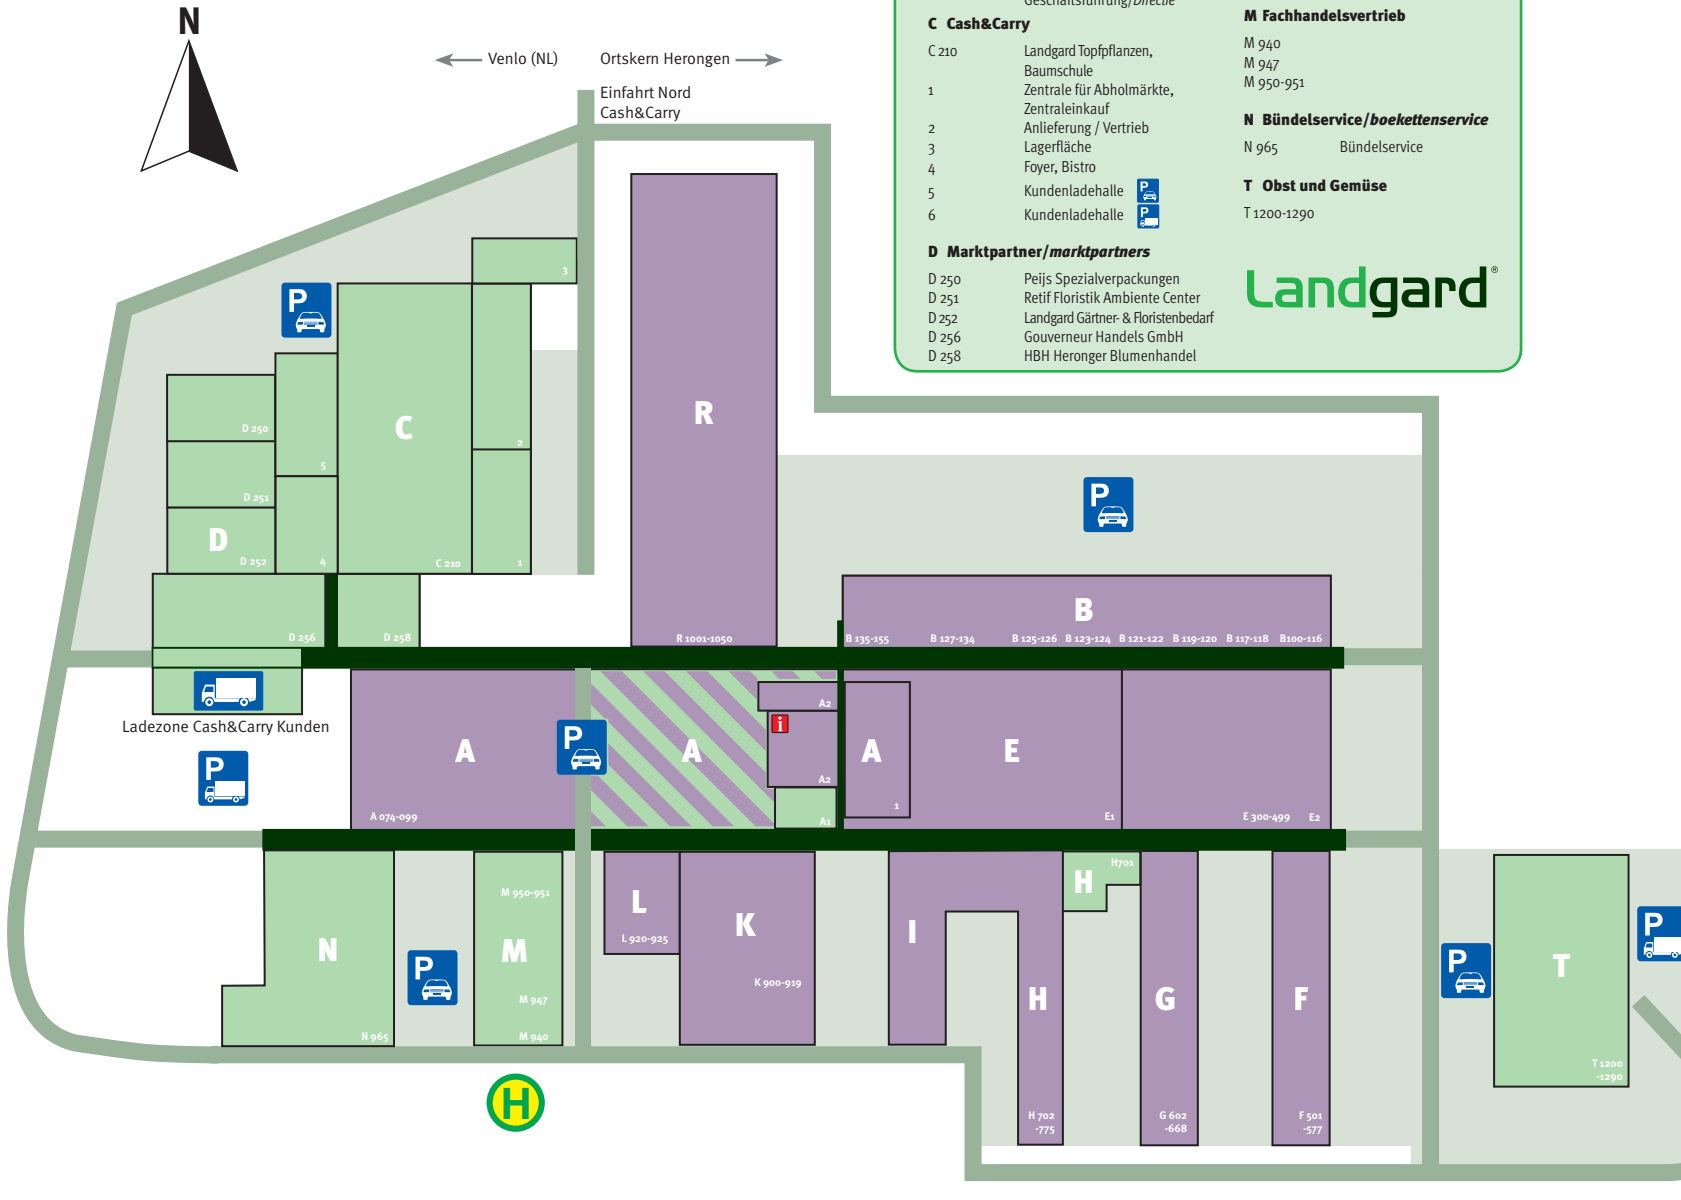 N
Venlo (NL)
Ortskern Herongen
Einfahrt Nord
Cash&Carry
Geschäftsführung/Directie
C Cash&Carry
C 210 Landgard Topfpflanzen,
Baumschule
1 Zentrale für Abholmärkte,
Zentraleinkauf
2 Anlieferung / Vertrieb
3 Lagerfläche
4 Foyer, Bistro
5 Kundenladehalle P
6 Kundenladehalle P
D Marktpartner/marktpartners
D 250 Peijs Spezialverpackungen
D 251 Retif Floristik Ambiente Center
D 252 Landgard Gärtner- & Floristenbedarf
D 256 Gouverneur Handels GmbH
D 258 HBH Heronger Blumenhandel
M Fachhandelsvertrieb
M 940
M 947
M 950-951
N Bündelservice/boekettenservice
N 965 Bündelservice
T Obst und Gemüse
T 1200-1290
Landgard®
3
P
R
C
2
D 250
5
D 251
P
D
D 252
4
C 210
1
B
D 256
D 258
R 1001-1050
B 135-155
B 127-134
B 125-126
B 123-124
B 121-122
B 119-120
B 117-118
B100-116
Ladezone Cash&Carry Kunden
P
A
A 074-099
P
A
A2
i
A2
A1
A
1
E
E1
E 300-499
E2
N
N 965
P
M 950-951
M
M 947
M 940
L
L 920-925
K
K 900-919
I
H
H701
H
H 702
-775
G
G 602
-668
F
F 501
-577
P
T
T 1200
-1290
P
H